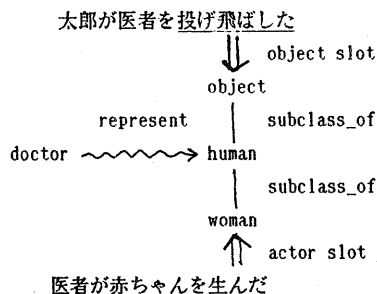 太郎が医者を投げ飛ばした
object slot
object
represent subclass_of
doctor human
subclass_of
woman
actor slot
医者が赤ちゃんを生んだ